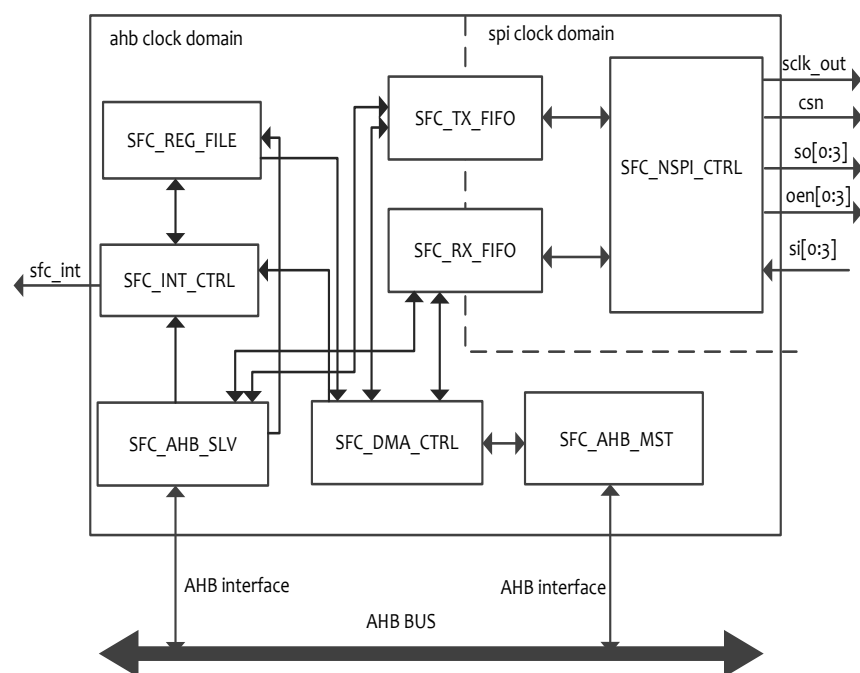 ahb clock domain
spi clock domain
SFC_REG_FILE
SFC_TX_FIFO
SFC_NSPI_CTRL
sclk_out
csn
so[0:3]
oen[0:3]
si[0:3]
SFC_RX_FIFO
sfc_int
SFC_INT_CTRL
SFC_AHB_SLV
SFC_DMA_CTRL
SFC_AHB_MST
AHB interface
AHB interface
AHB BUS